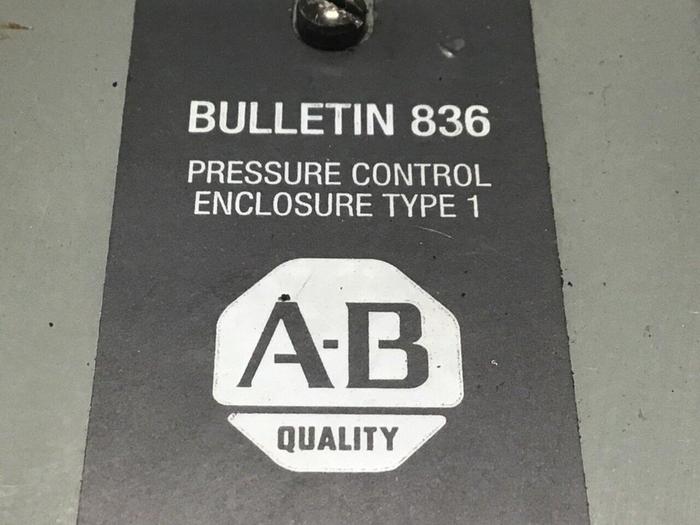 BULLETIN 836
PRESSURE CONTROL
ENCLOSURE TYPE 1
A-B
QUALITY